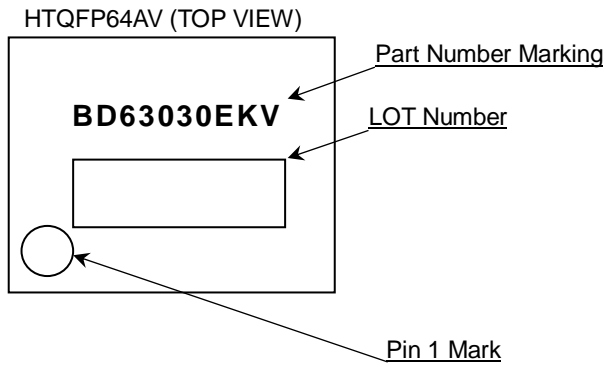 HTQFP64AV (TOP VIEW)
Part Number Marking
BD63030EKV
LOT Number
Pin 1 Mark